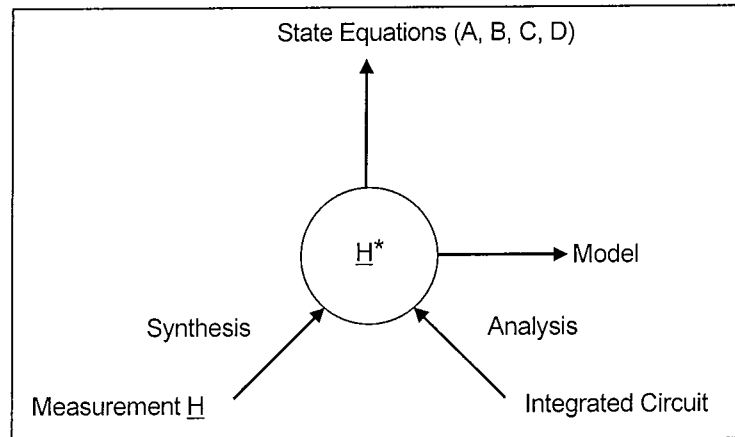 State Equations (A, B, C, D)
H*
Model
Synthesis
Analysis
Measurement H
Integrated Circuit